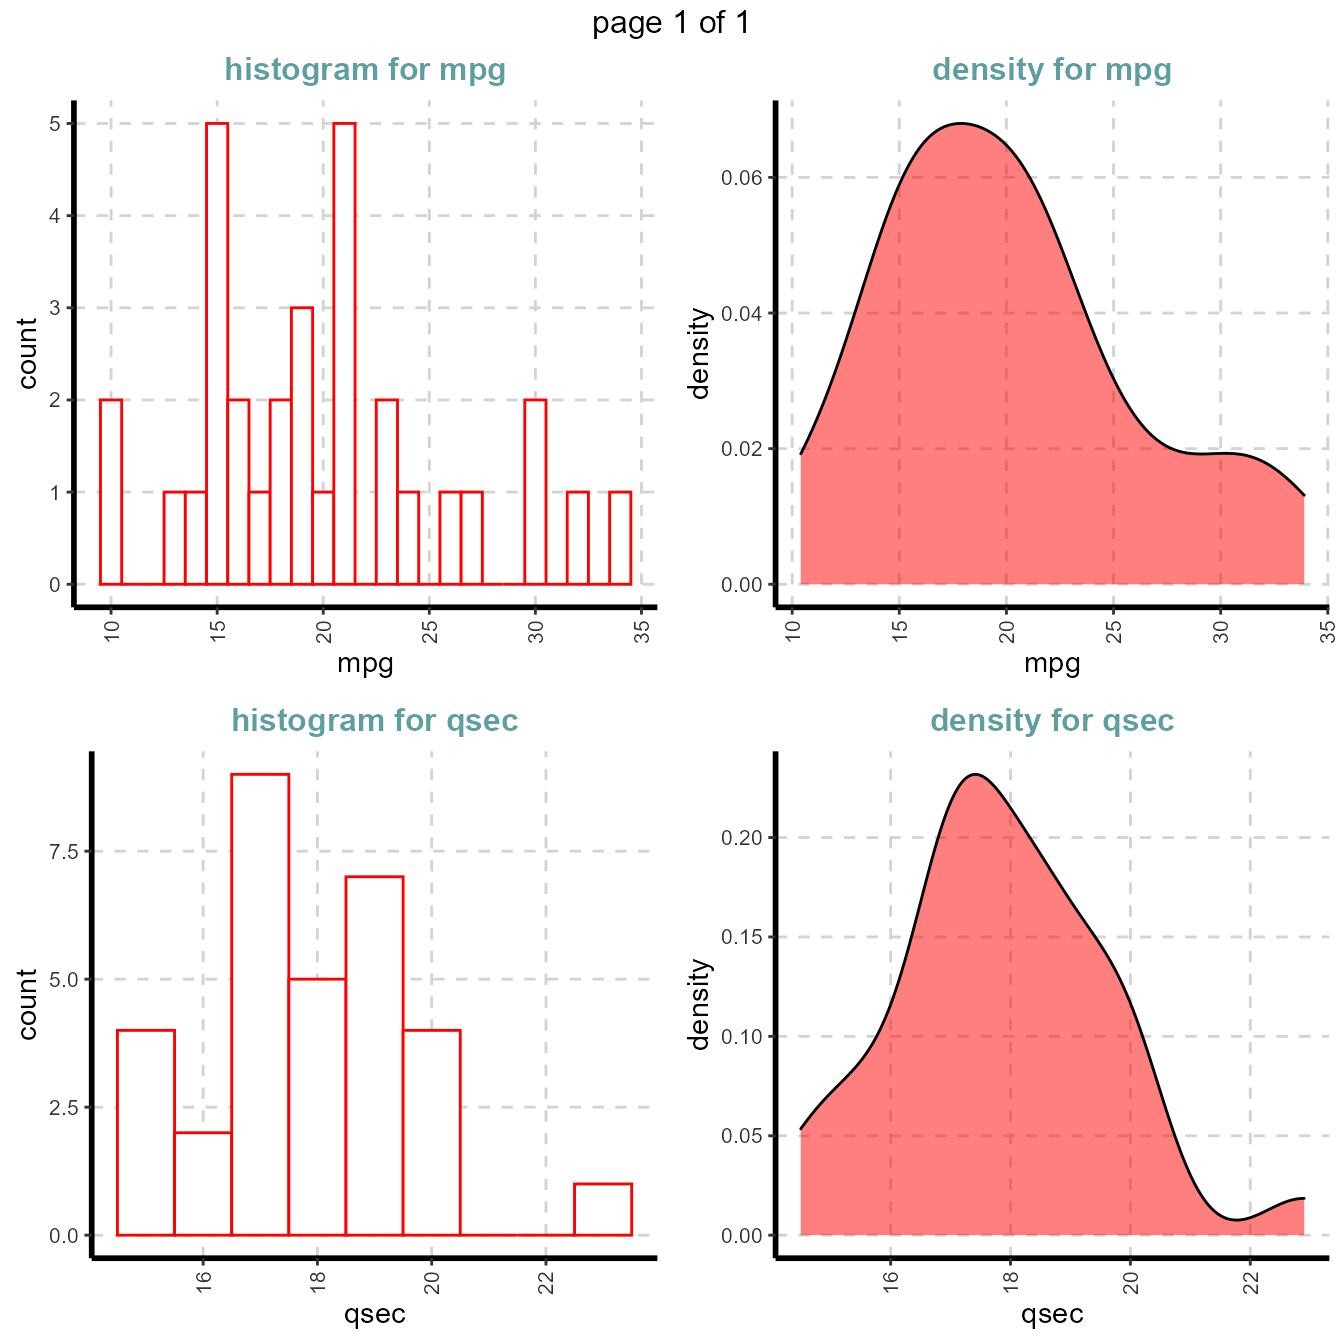 page 1 of 1
histogram for mpg
count
5
4
3
2
1
0
10 15 20 25 30 35
mpg
density for mpg
density
0.06
0.04
0.02
0.00
10 15 20 25 30 35
mpg
histogram for qsec
count
7.5
5.0
2.5
0.0
16 18 20 22
qsec
density for qsec
density
0.20
0.15
0.10
0.05
0.00
16 18 20 22
qsec